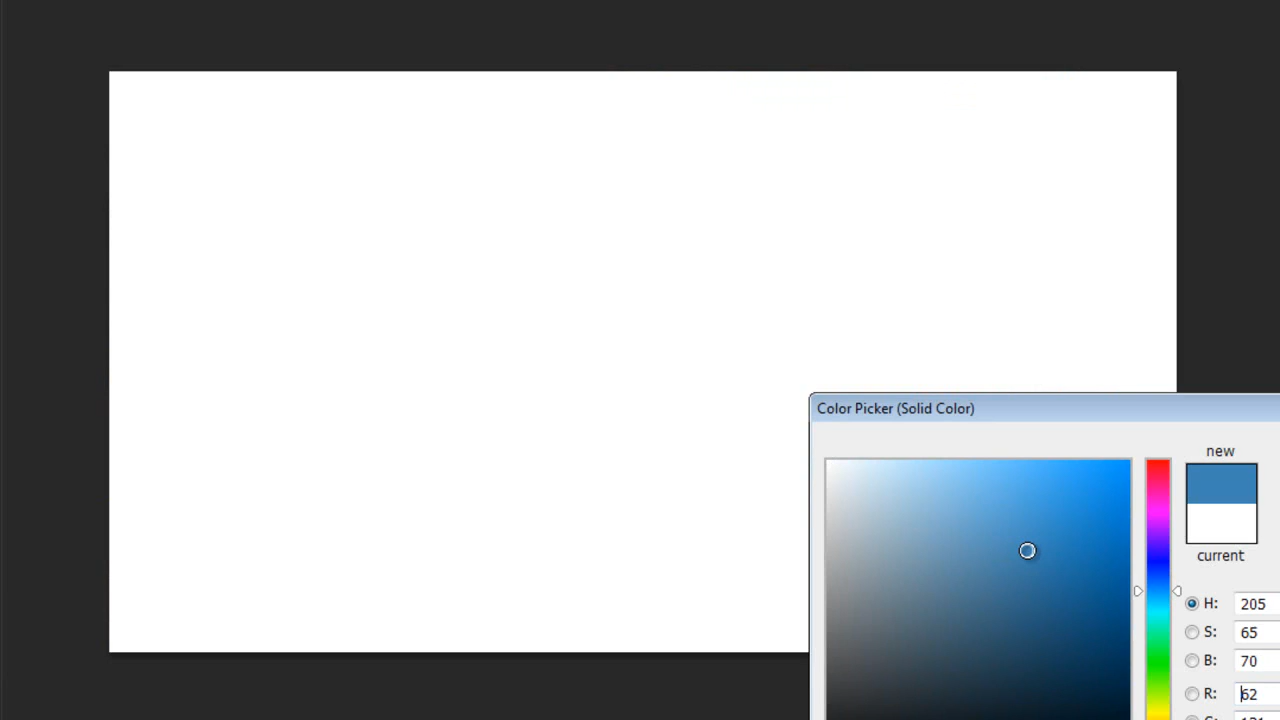 Color Picker (Solid Color)
new
current
H: 205
S: 65
B: 70
R: 62